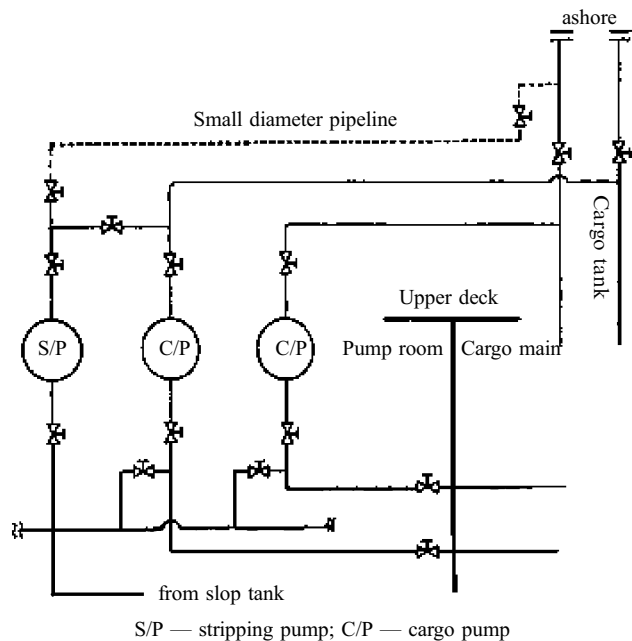 ashore
Small diameter pipeline
Cargo tank
Upper deck
Pump room
Cargo main
S/P
C/P
C/P
from slop tank
S/P — stripping pump; C/P — cargo pump